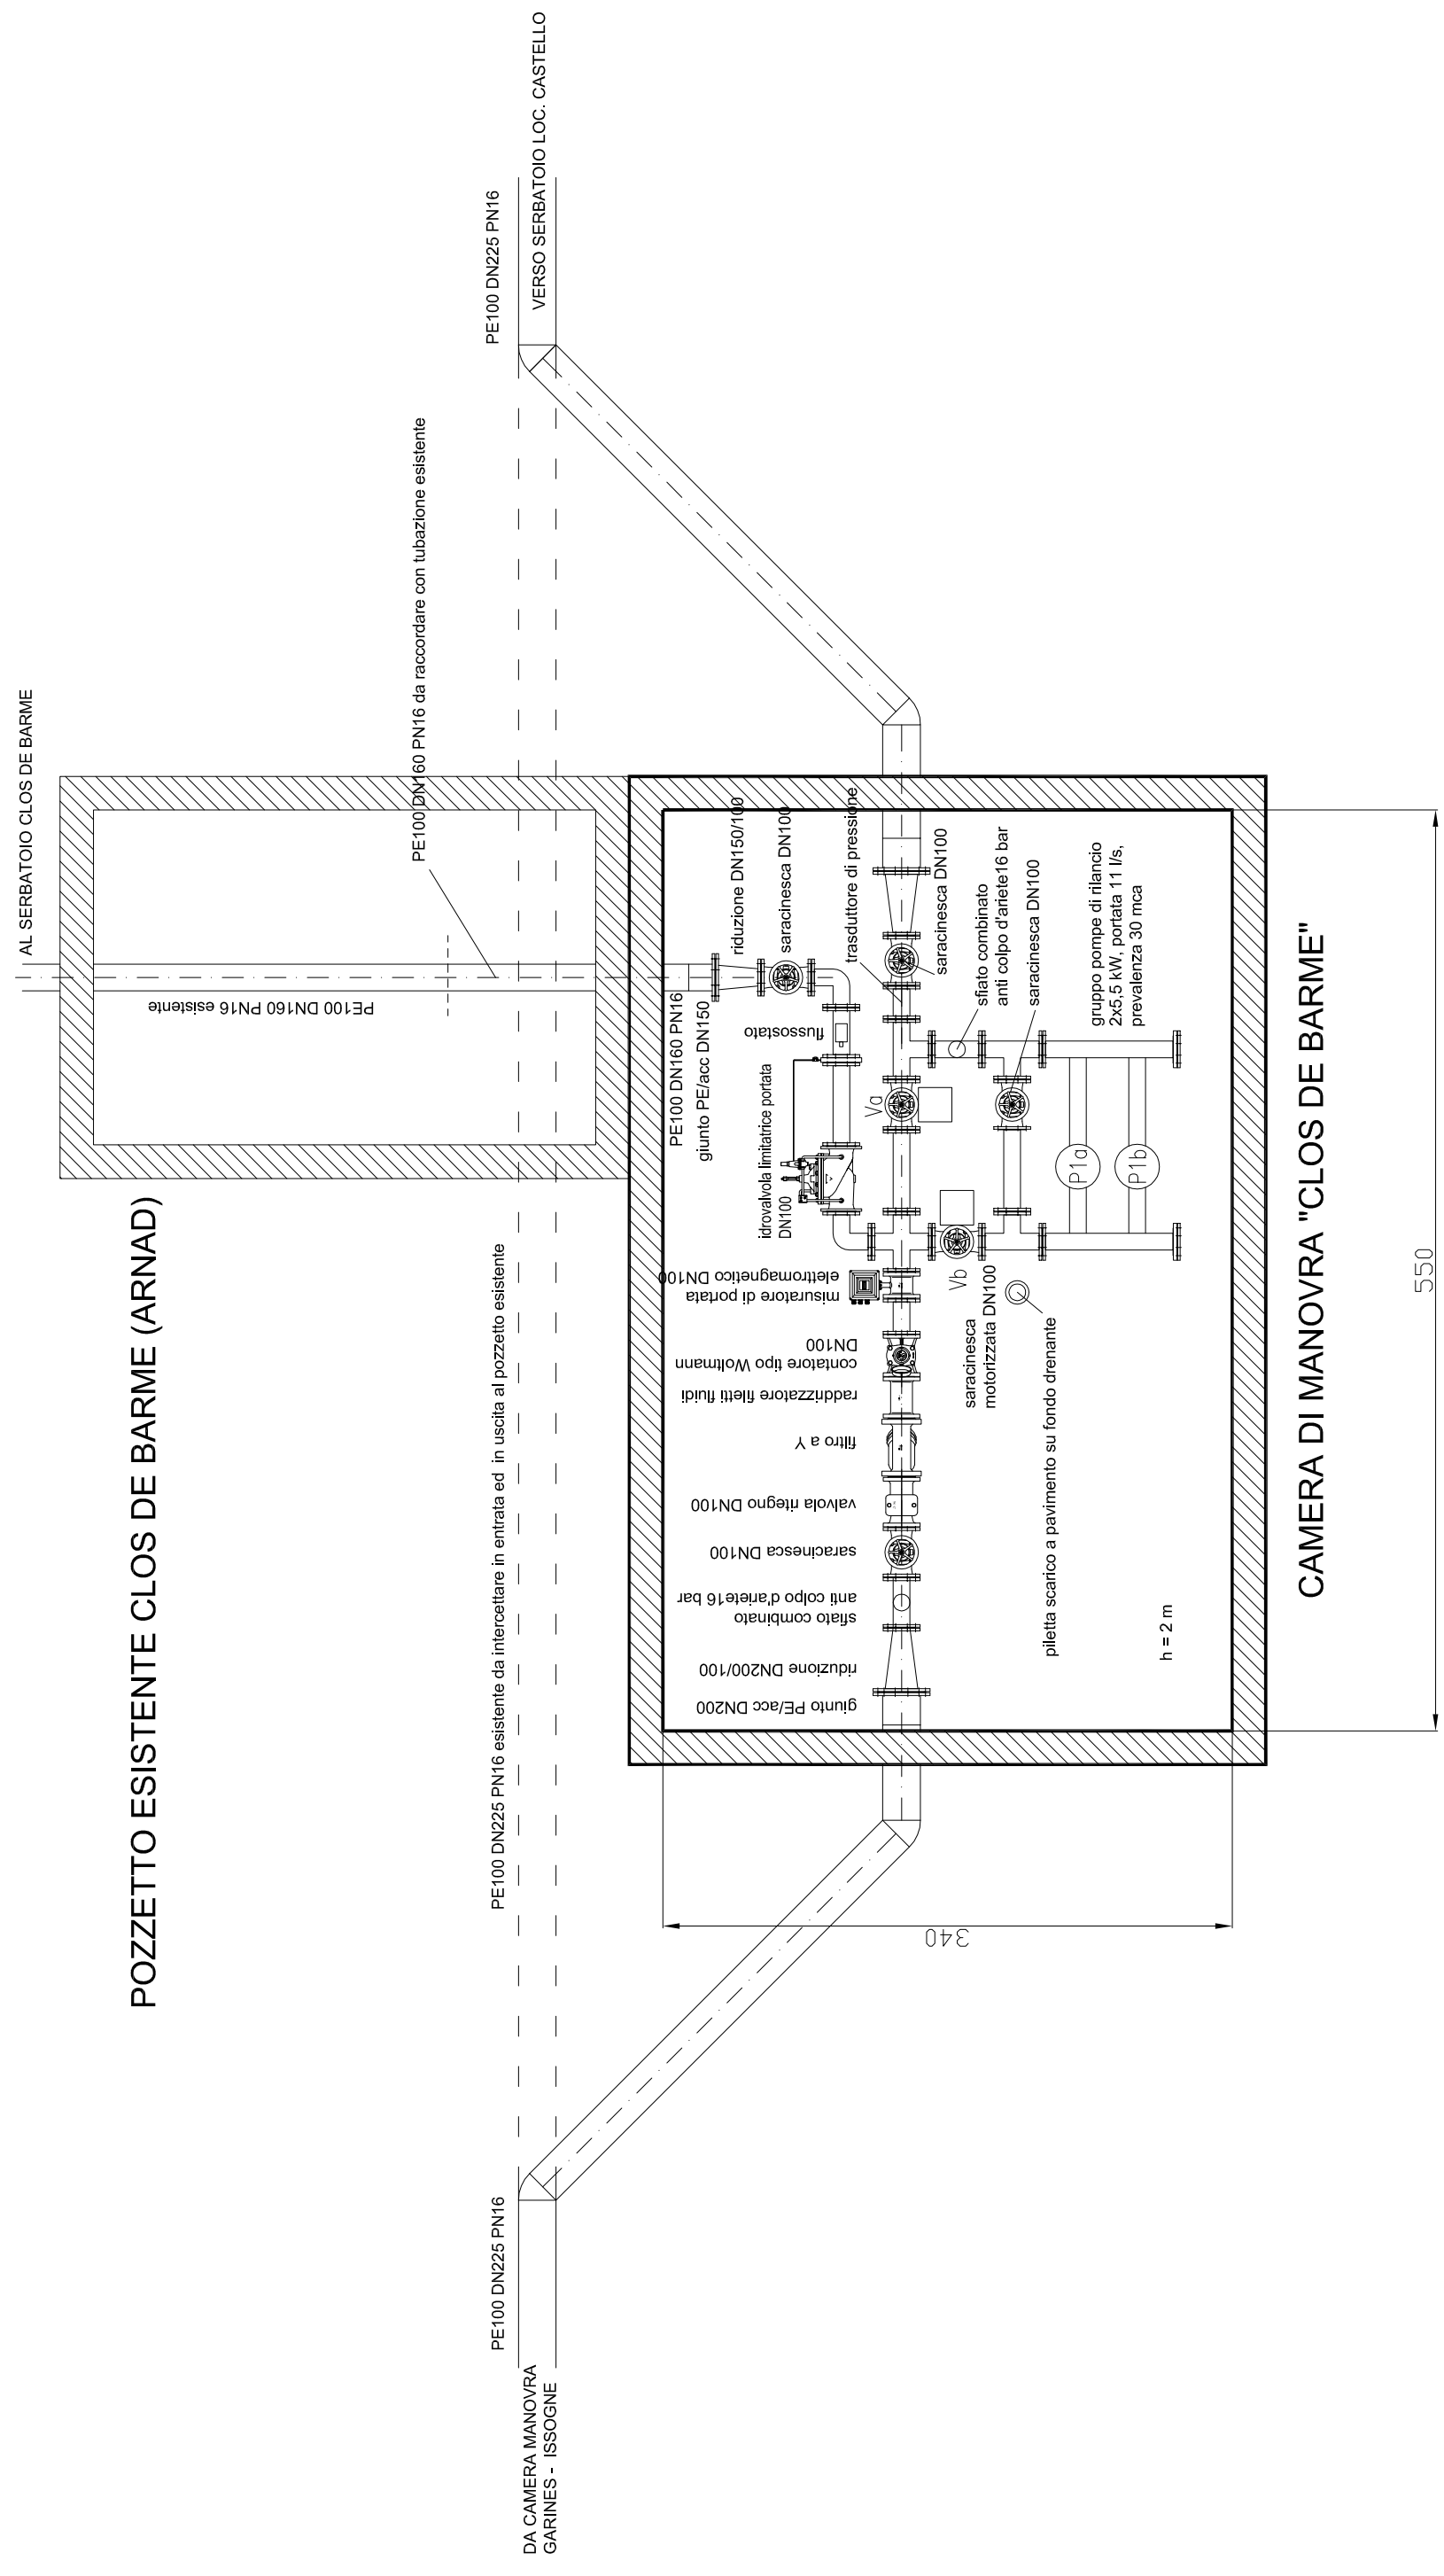 POZZETTO ESISTENTE CLOS DE BARME (ARNAD)
AL SERBATOIO CLOS DE BARME
PE100 DN160 PN16 esistente
PE100 DN160 PN16 da raccordare con tubazione esistente
PE100 DN225 PN16
VERSO SERBATOIO LOC. CASTELLO
PE100 DN225 PN16 esistente da intercettare in entrata ed in uscita al pozzetto esistente
PE100 DN225 PN16
DA CAMERA MANOVRA
GARINES - ISSOGNE
PE100 DN160 PN16
giunto PE/acc DN150
riduzione DN150/100
saracinesca DN100
flussostato
idrovalvola limitatrice portata
DN100
trasduttore di pressione
saracinesca DN100
sfiato combinato
anti colpo d'ariete16 bar
saracinesca DN100
gruppo pompe di rilancio
2x5,5 kW, portata 11 l/s,
prevalenza 30 mca
Va
Vb
P1a
P1b
misuratore di portata
elettromagnetico DN100
contatore tipo Woltmann
DN100
raddrizzatore filetti fluidi
filtro a Y
valvola ritegno DN100
saracinesca DN100
sfiato combinato
anti colpo d'ariete16 bar
riduzione DN200/100
giunto PE/acc DN200
saracinesca
motorizzata DN100
piletta scarico a pavimento su fondo drenante
h = 2 m
340
550
CAMERA DI MANOVRA "CLOS DE BARME"